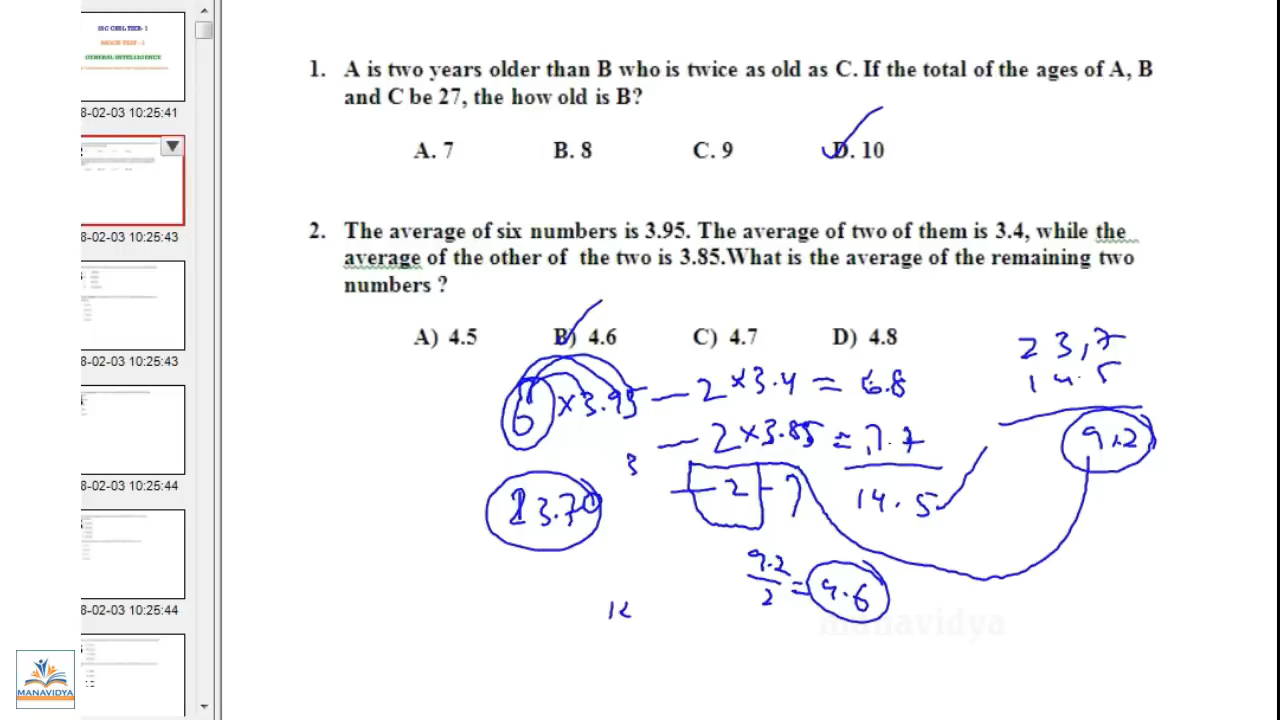 SSC CHSL TIER- 1
GENERAL INTELLIGENCE
8-02-03 10:25:41
8-02-03 10:25:43
8-02-03 10:25:43
8-02-03 10:25:44
8-02-03 10:25:44
MANAVIDYA
1. A is two years older than B who is twice as old as C. If the total of the ages of A, B
and C be 27, the how old is B?
A. 7 B. 8 C. 9 D. 10
2. The average of six numbers is 3.95. The average of two of them is 3.4, while the
average of the other of the two is 3.85.What is the average of the remaining two
numbers ?
A) 4.5 B) 4.6 C) 4.7 D) 4.8
6 × 3.95 — 2 × 3.4 = 6.8
— 2 × 3.85 = 7.7
14.5
23.70
— 2 -
23.7
14.5
9.2
9.2
2
= 4.6
manavidya